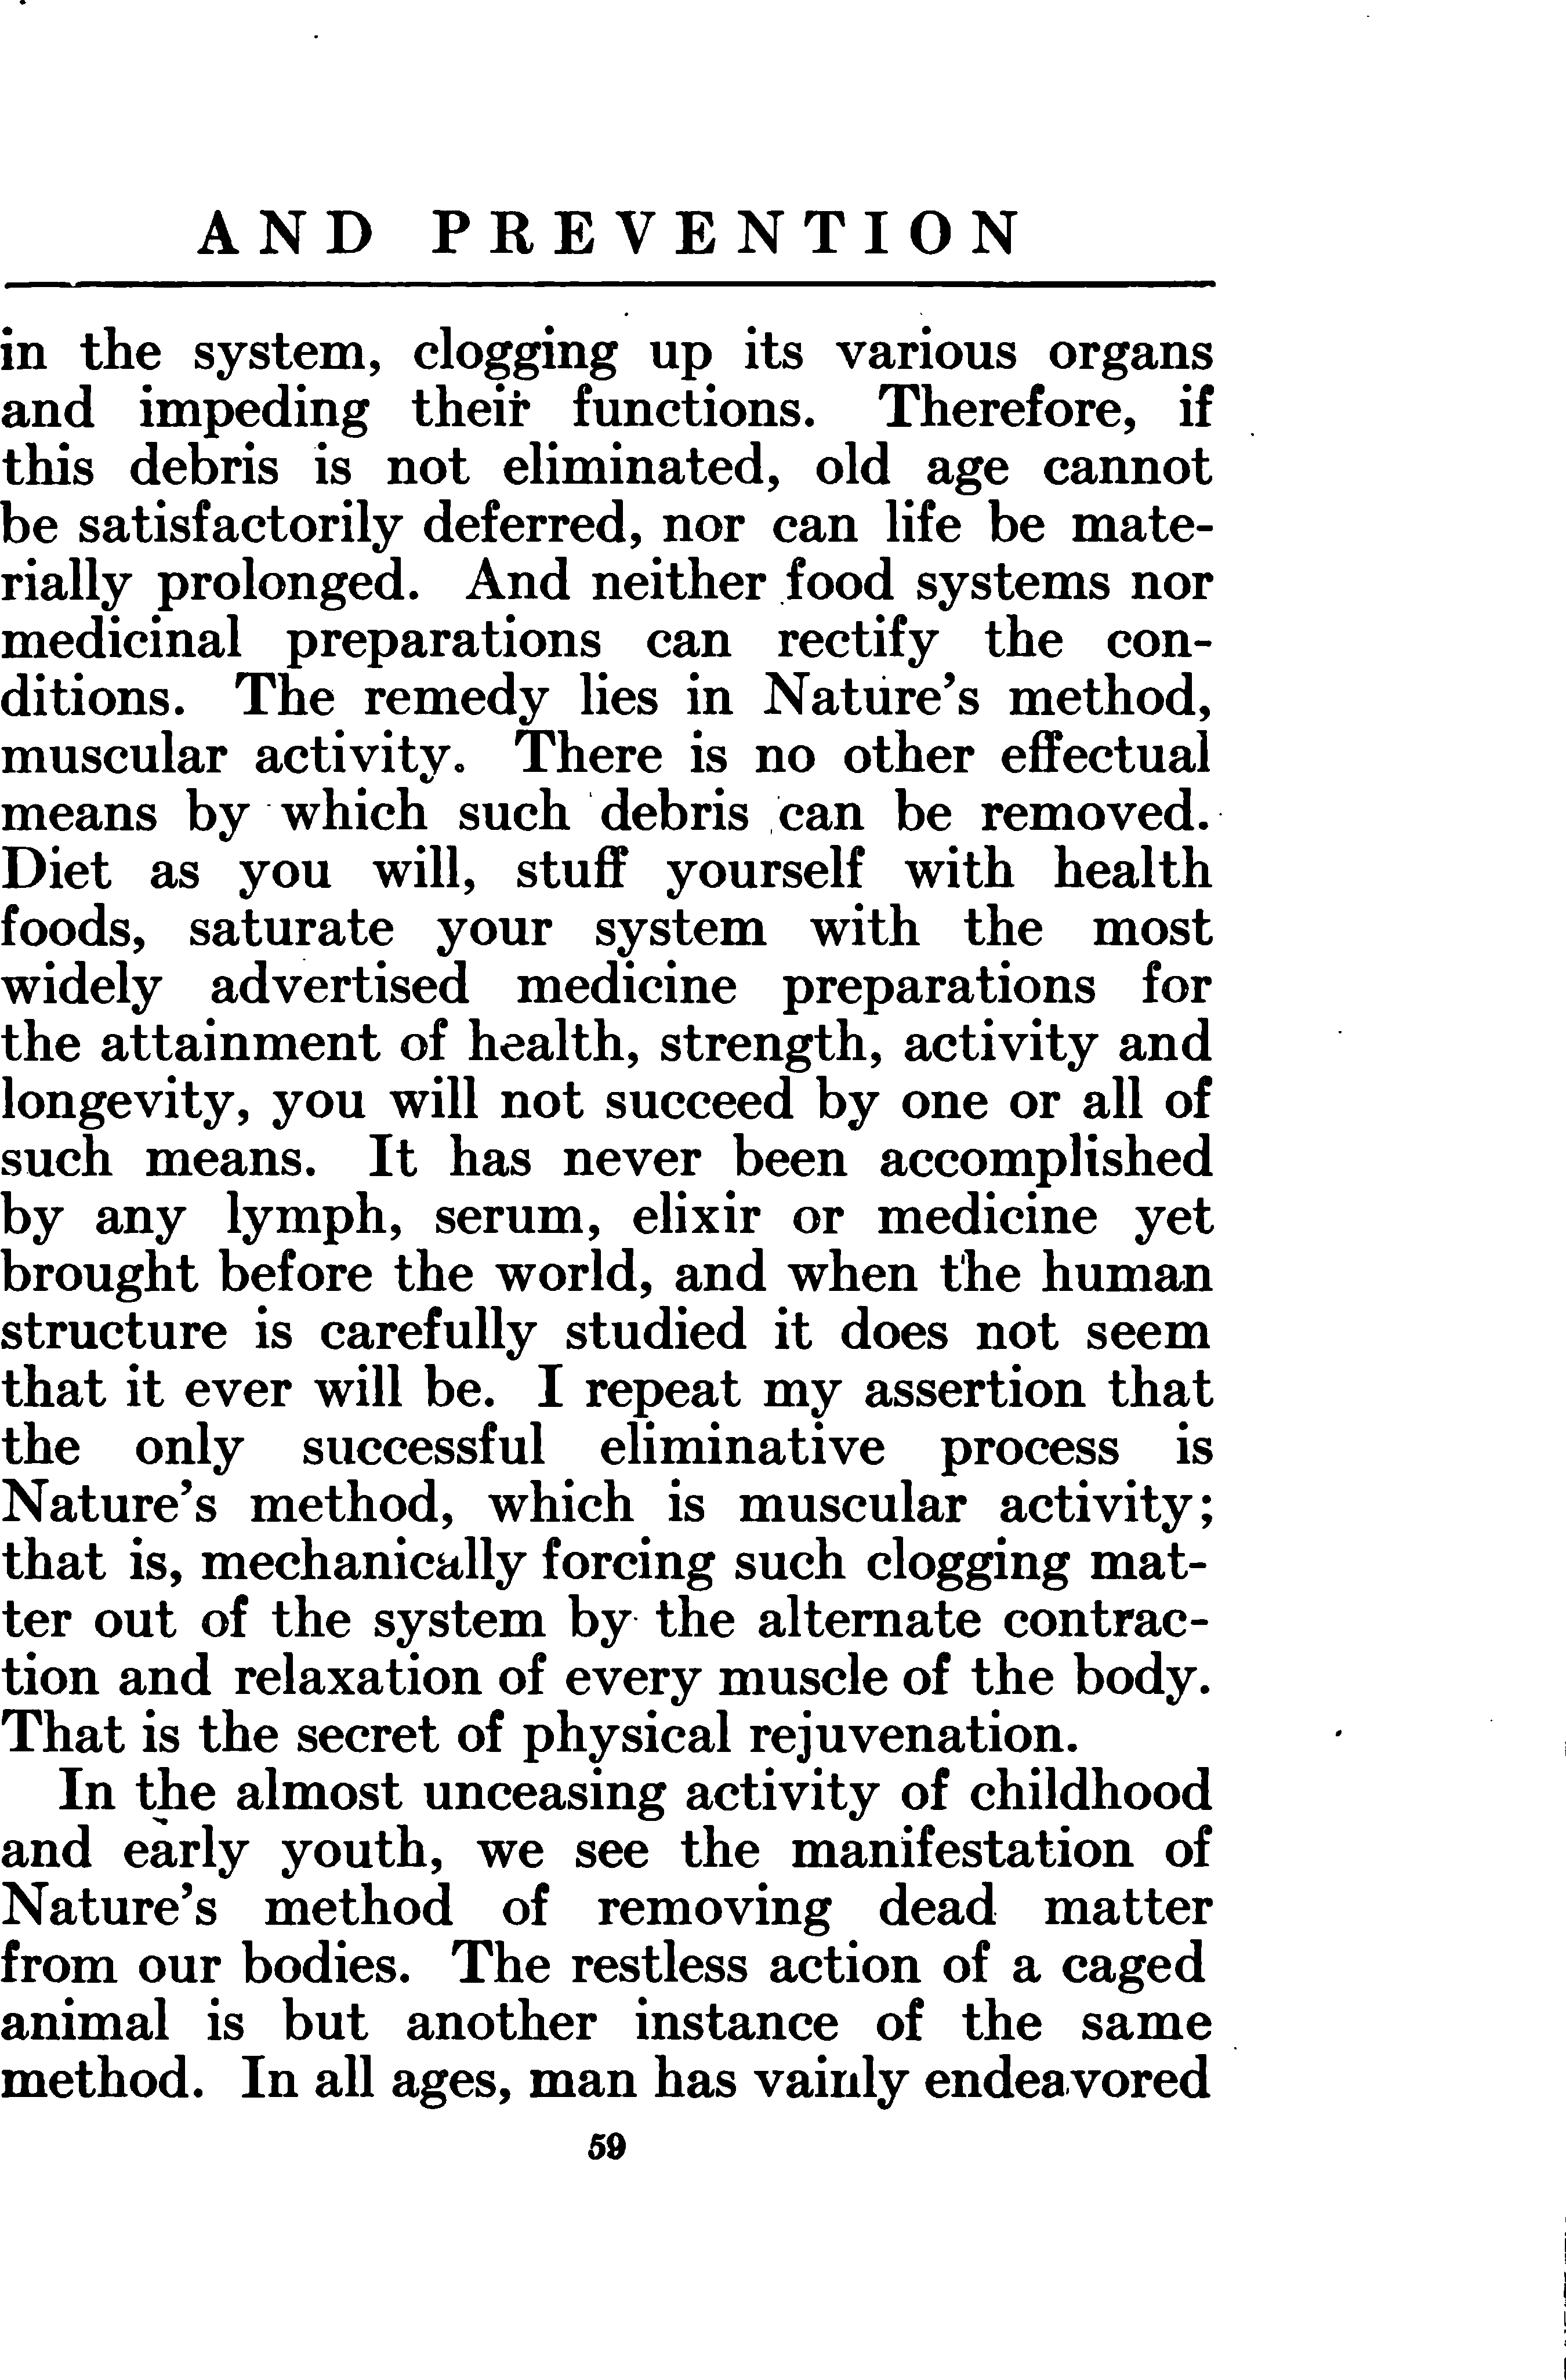 AND PREVENTION
in the system, clogging up its various organs
and impeding their functions. Therefore, if
this debris is not eliminated, old age cannot
be satisfactorily deferred, nor can life be mate-
rially prolonged. And neither food systems nor
medicinal preparations can rectify the con-
ditions. The remedy lies in Nature's method,
muscular activity. There is no other effectual
means by which such debris can be removed.
Diet as you will, stuff yourself with health
foods, saturate your system with the most
widely advertised medicine preparations for
the attainment of health, strength, activity and
longevity, you will not succeed by one or all of
such means. It has never been accomplished
by any lymph, serum, elixir or medicine yet
brought before the world, and when the human
structure is carefully studied it does not seem
that it ever will be. I repeat my assertion that
the only successful eliminative process is
Nature's method, which is muscular activity;
that is, mechanically forcing such clogging mat-
ter out of the system by the alternate contrac-
tion and relaxation of every muscle of the body.
That is the secret of physical rejuvenation.
In the almost unceasing activity of childhood
and early youth, we see the manifestation of
Nature's method of removing dead matter
from our bodies. The restless action of a caged
animal is but another instance of the same
method. In all ages, man has vainly endeavored
59